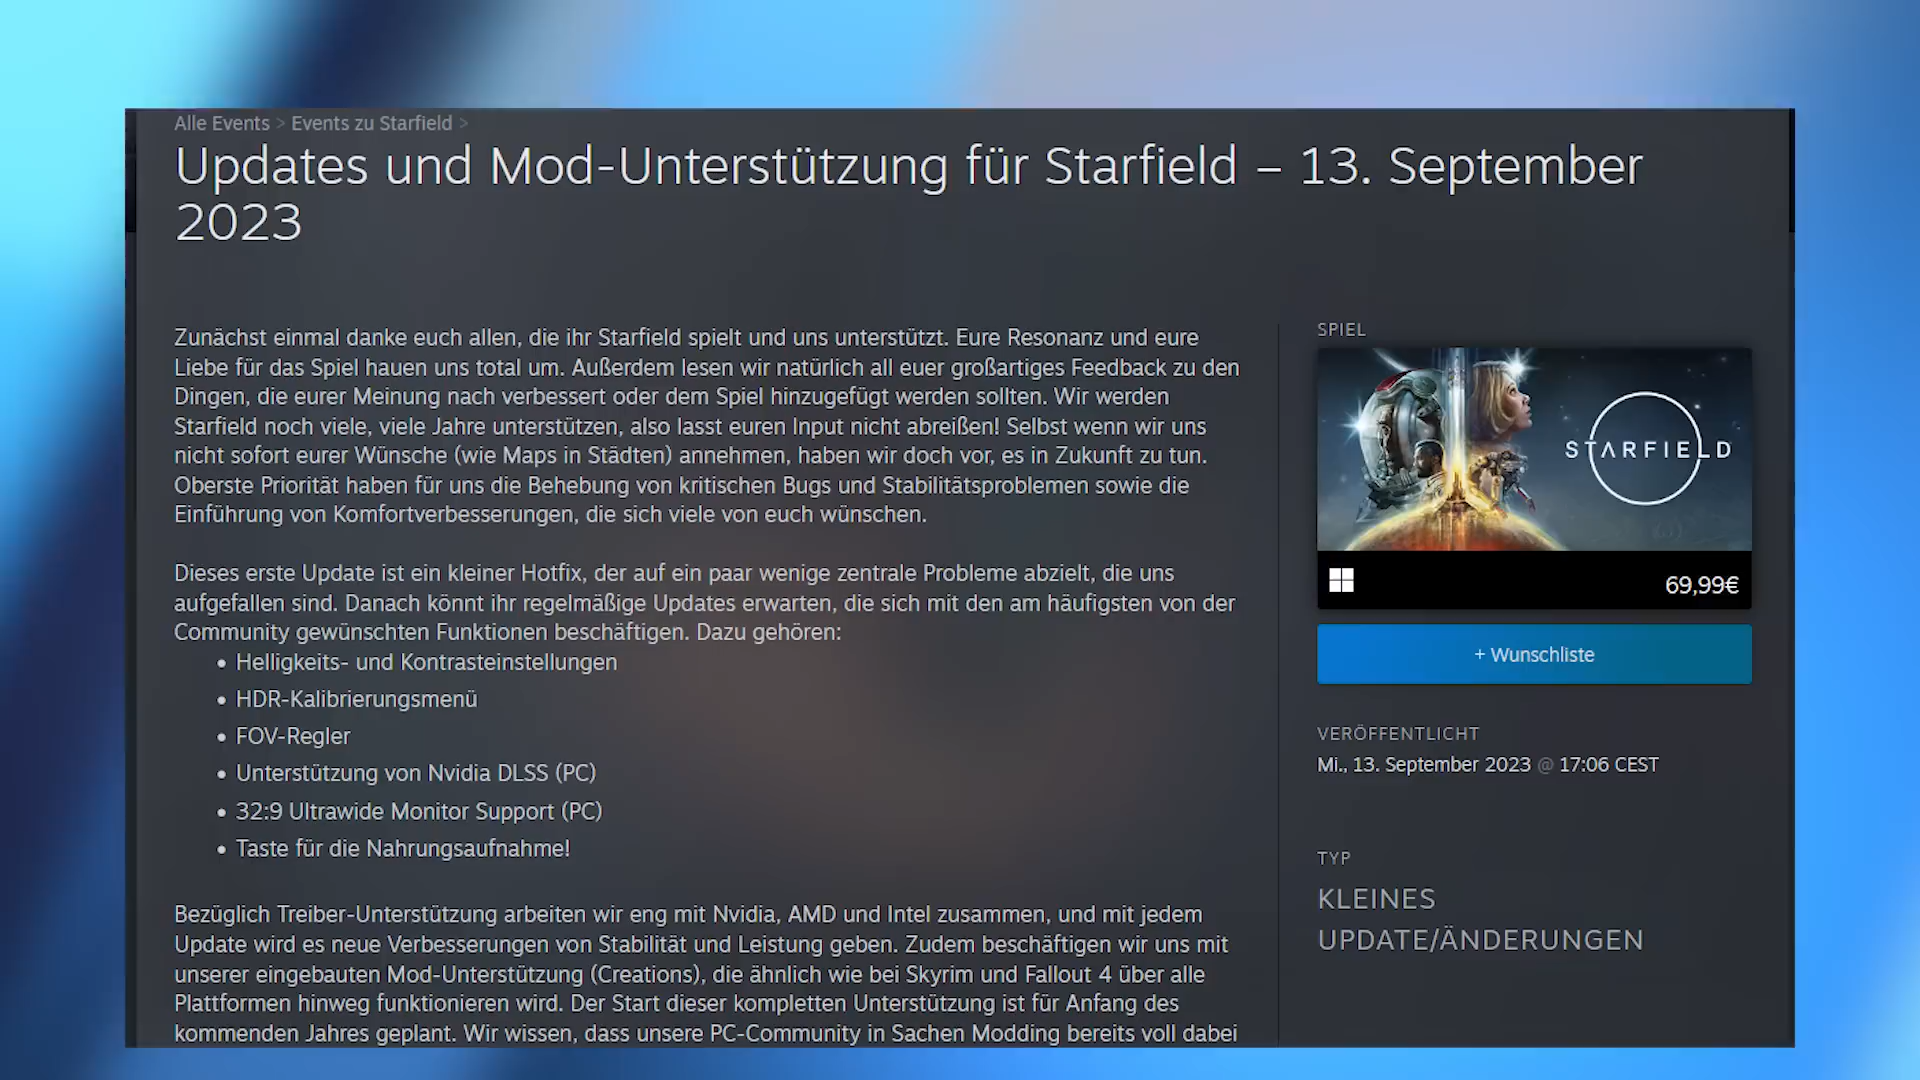 Alle Events > Events zu Starfield >
Updates und Mod-Unterstützung für Starfield – 13. September
2023
Zunächst einmal danke euch allen, die ihr Starfield spielt und uns unterstützt. Eure Resonanz und eure
Liebe für das Spiel hauen uns total um. Außerdem lesen wir natürlich all euer großartiges Feedback zu den
Dingen, die eurer Meinung nach verbessert oder dem Spiel hinzugefügt werden sollten. Wir werden
Starfield noch viele, viele Jahre unterstützen, also lasst euren Input nicht abreißen! Selbst wenn wir uns
nicht sofort eurer Wünsche (wie Maps in Städten) annehmen, haben wir doch vor, es in Zukunft zu tun.
Oberste Priorität haben für uns die Behebung von kritischen Bugs und Stabilitätsproblemen sowie die
Einführung von Komfortverbesserungen, die sich viele von euch wünschen.
Dieses erste Update ist ein kleiner Hotfix, der auf ein paar wenige zentrale Probleme abzielt, die uns
aufgefallen sind. Danach könnt ihr regelmäßige Updates erwarten, die sich mit den am häufigsten von der
Community gewünschten Funktionen beschäftigen. Dazu gehören:
• Helligkeits- und Kontrasteinstellungen
• HDR-Kalibrierungsmenü
• FOV-Regler
• Unterstützung von Nvidia DLSS (PC)
• 32:9 Ultrawide Monitor Support (PC)
• Taste für die Nahrungsaufnahme!
Bezüglich Treiber-Unterstützung arbeiten wir eng mit Nvidia, AMD und Intel zusammen, und mit jedem
Update wird es neue Verbesserungen von Stabilität und Leistung geben. Zudem beschäftigen wir uns mit
unserer eingebauten Mod-Unterstützung (Creations), die ähnlich wie bei Skyrim und Fallout 4 über alle
Plattformen hinweg funktionieren wird. Der Start dieser kompletten Unterstützung ist für Anfang des
kommenden Jahres geplant. Wir wissen, dass unsere PC-Community in Sachen Modding bereits voll dabei
SPIEL
STARFIELD
69,99€
+ Wunschliste
VERÖFFENTLICHT
Mi., 13. September 2023 @ 17:06 CEST
TYP
KLEINES
UPDATE/ÄNDERUNGEN